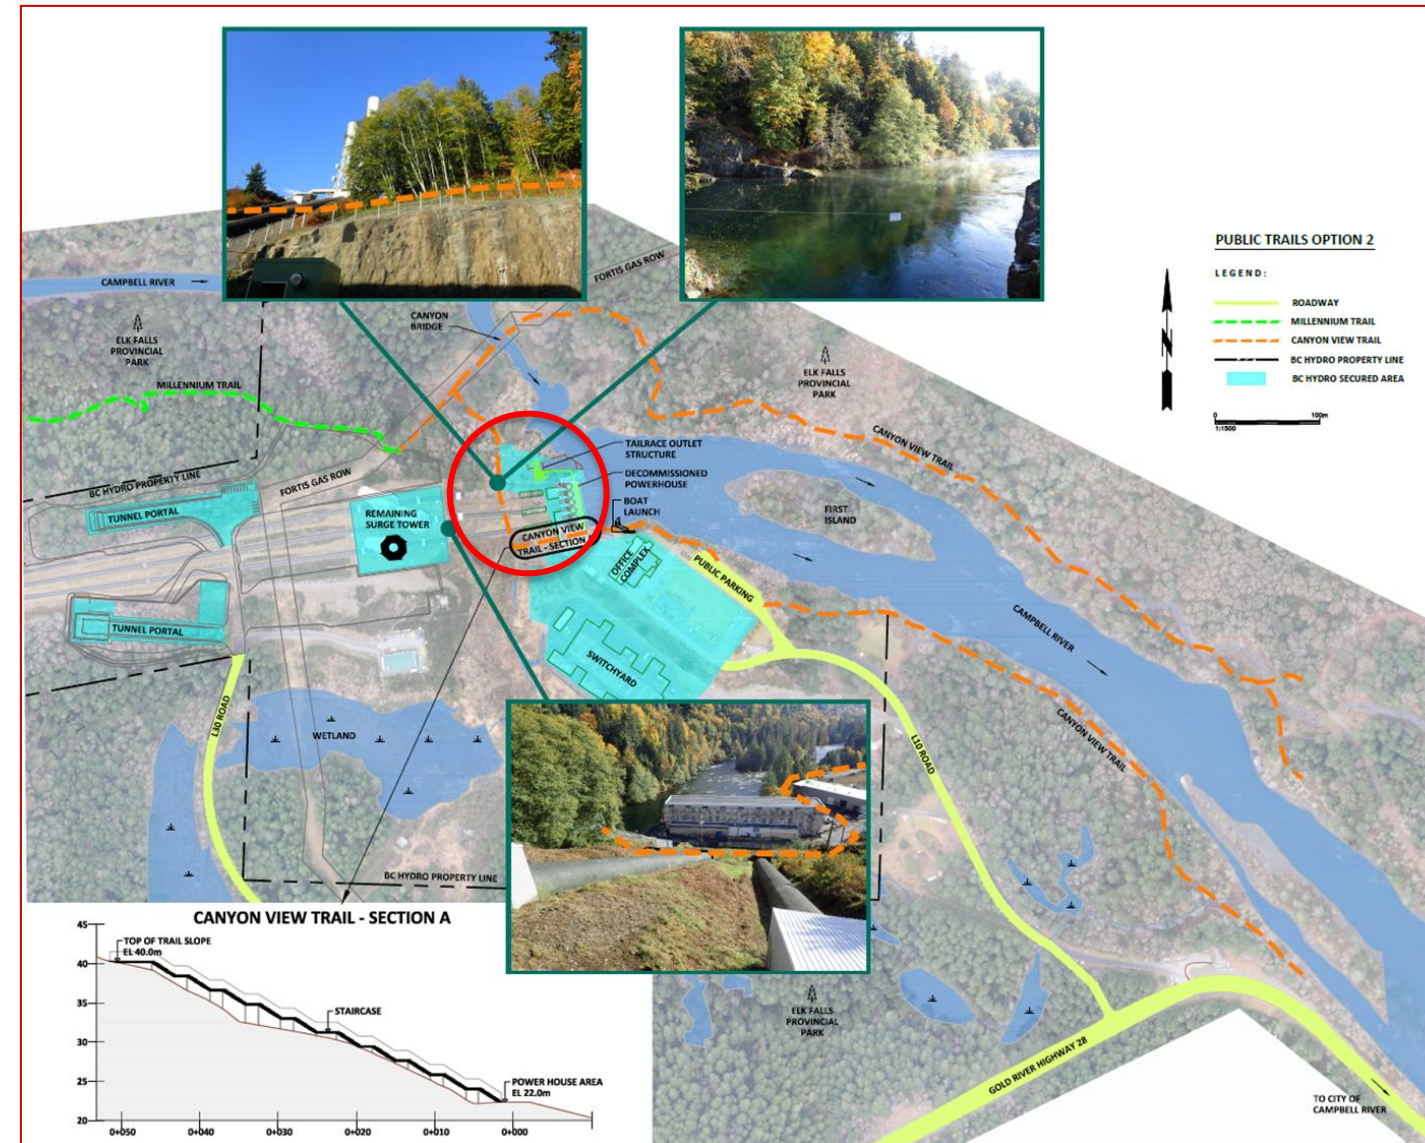 CAMPBELL RIVER
ELK FALLS
PROVINCIAL
PARK
MILLENNIUM TRAIL
CANYON
BRIDGE
FORTIS GAS ROW
ELK FALLS
PROVINCIAL
PARK
PUBLIC TRAILS OPTION 2
LEGEND:
ROADWAY
MILLENNIUM TRAIL
CANYON VIEW TRAIL
BC HYDRO PROPERTY LINE
BC HYDRO SECURED AREA
N
0 100m
1:1500
CANYON VIEW TRAIL
TAILRACE OUTLET
STRUCTURE
DECOMMISSIONED
POWERHOUSE
BOAT
LAUNCH
FIRST
ISLAND
BC HYDRO PROPERTY LINE
FORTIS GAS ROW
TUNNEL PORTAL
REMAINING
SURGE TOWER
CANYON VIEW
TRAIL - SECTION
OFFICE
COMPLEX
PUBLIC PARKING
CAMPBELL RIVER
TUNNEL PORTAL
SWITCHYARD
L30 ROAD
WETLAND
L10 ROAD
CANYON VIEW TRAIL
BC HYDRO PROPERTY LINE
CANYON VIEW TRAIL - SECTION A
45
40
35
30
25
20
TOP OF TRAIL SLOPE
EL 40.0m
STAIRCASE
POWER HOUSE AREA
EL 22.0m
0+050 0+040 0+030 0+020 0+010 0+000
ELK FALLS
PROVINCIAL
PARK
GOLD RIVER HIGHWAY 28
TO CITY OF
CAMPBELL RIVER